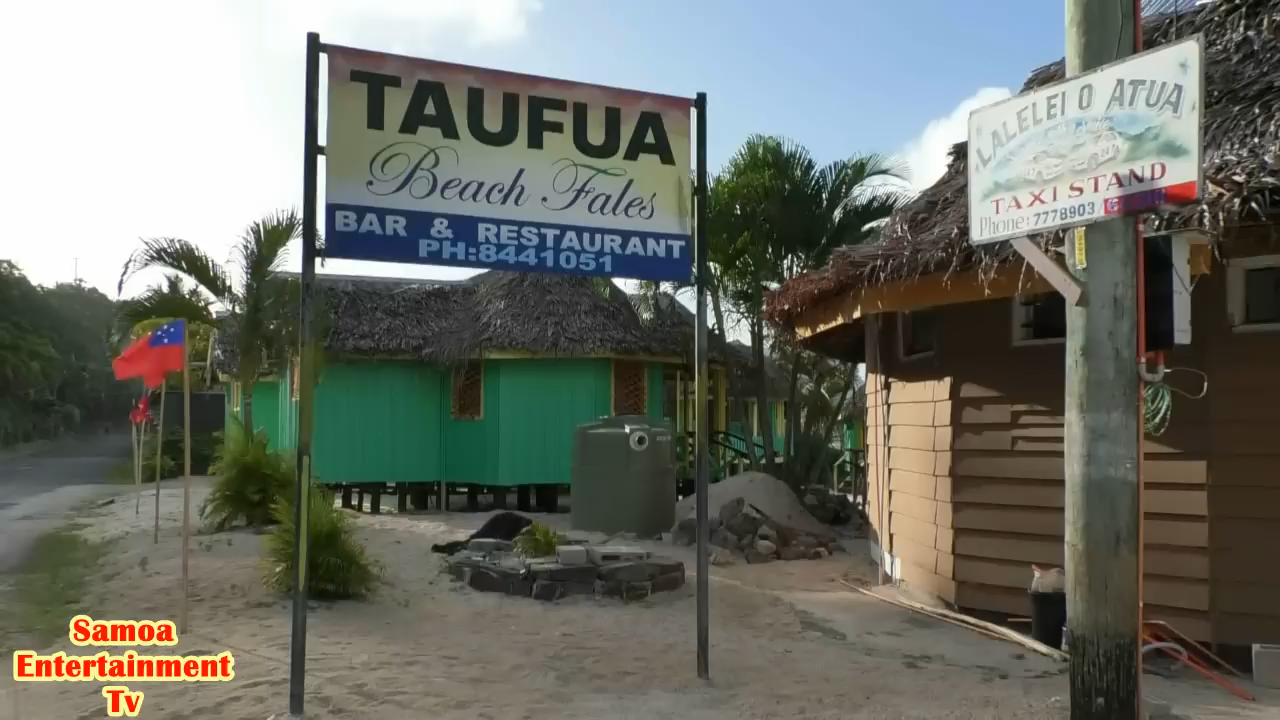 TAUFUA
Beach Fales
BAR & RESTAURANT
PH:8441051
LALELEI O ATUA
TAXI STAND
Phone: 7778903
Samoa
Entertainment
Tv